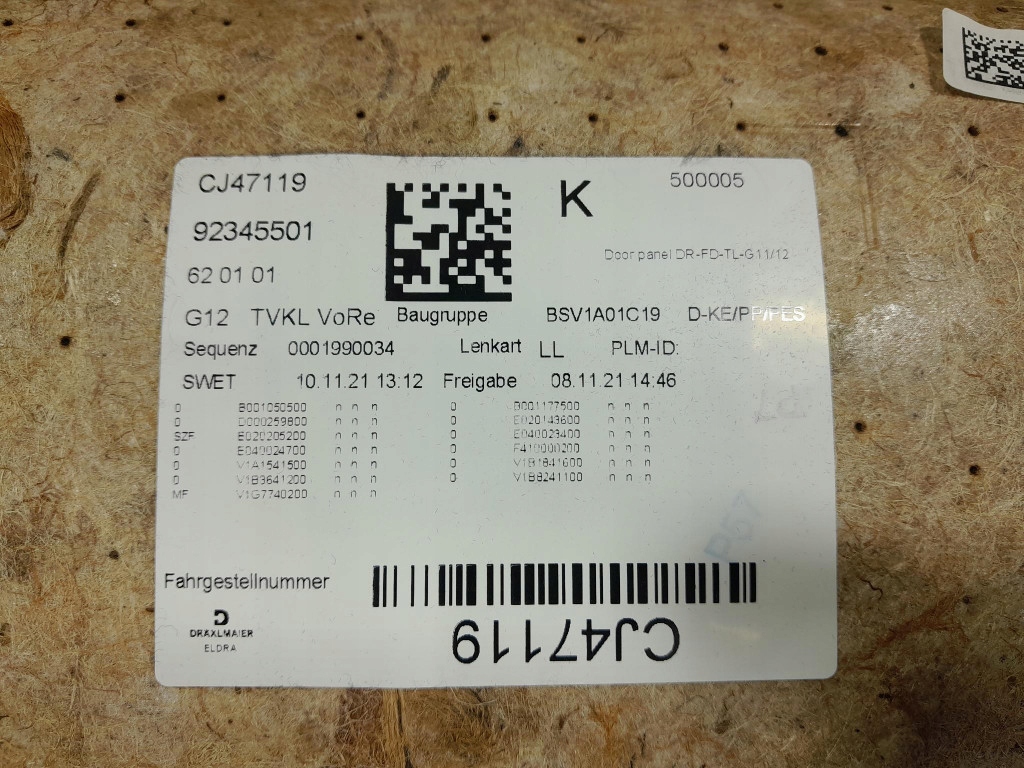 CJ47119
K
500005
92345501
Door panel DR-FD-TL-G11/12
62 01 01
G12 TVKL VoRe Baugruppe BSV1A01C19 D-KE/PP/PES
Sequenz 0001990034 Lenkart LL PLM-ID:
SWET 10.11.21 13:12 Freigabe 08.11.21 14:46
0 B001050500 n n n 0 B001177500 n n n
0 D000259800 n n n 0 E020143600 n n n
SZF E020205200 n n n 0 E040023400 n n n
0 E040024700 n n n 0 F410000200 n n n
0 V1A1541500 n n n 0 V1B1841600 n n n
0 V1B3641200 n n n 0 V1B8241100 n n n
MF V1G7740200 n n n
Fahrgestellnummer
DRÄXLMAIER
ELDRA
CJ47119